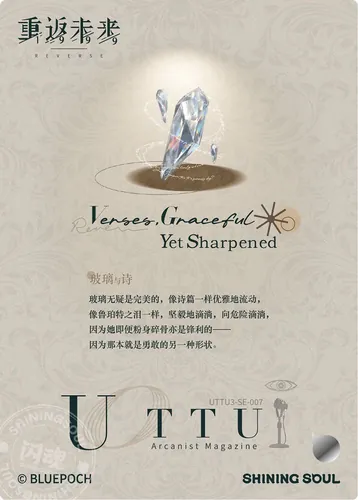 重返未来
REVERSE
Verses, Graceful
Yet Sharpened
玻璃与诗
玻璃无疑是完美的，像诗篇一样优雅地流动，
像鲁珀特之泪一样，坚毅地滴淌，向危险滴淌，
因为她即便粉身碎骨亦是锋利的——
因为那本就是勇敢的另一种形状。
UTTU3-SE-007
UTTU
Arcanist Magazine
SHINING SOUL
闪魂
© BLUEPOCH
SHINING SOUL